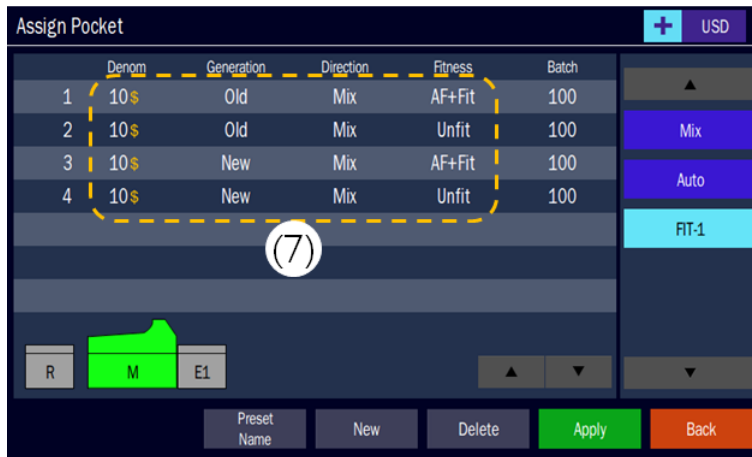 Assign Pocket + USD
Denom Generation Direction Fitness Batch
1 10$ Old Mix AF+Fit 100
2 10$ Old Mix Unfit 100
3 10$ New Mix AF+Fit 100
4 10$ New Mix Unfit 100
(7)
▲
Mix
Auto
FIT-1
R M E1 ▲ ▼ ▼
Preset
Name New Delete Apply Back